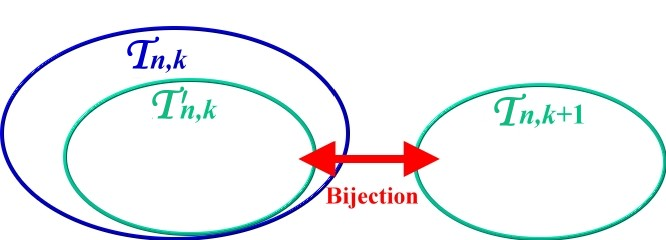 𝒯n,k
𝒯′n,k
𝒯n,k+1
Bijection